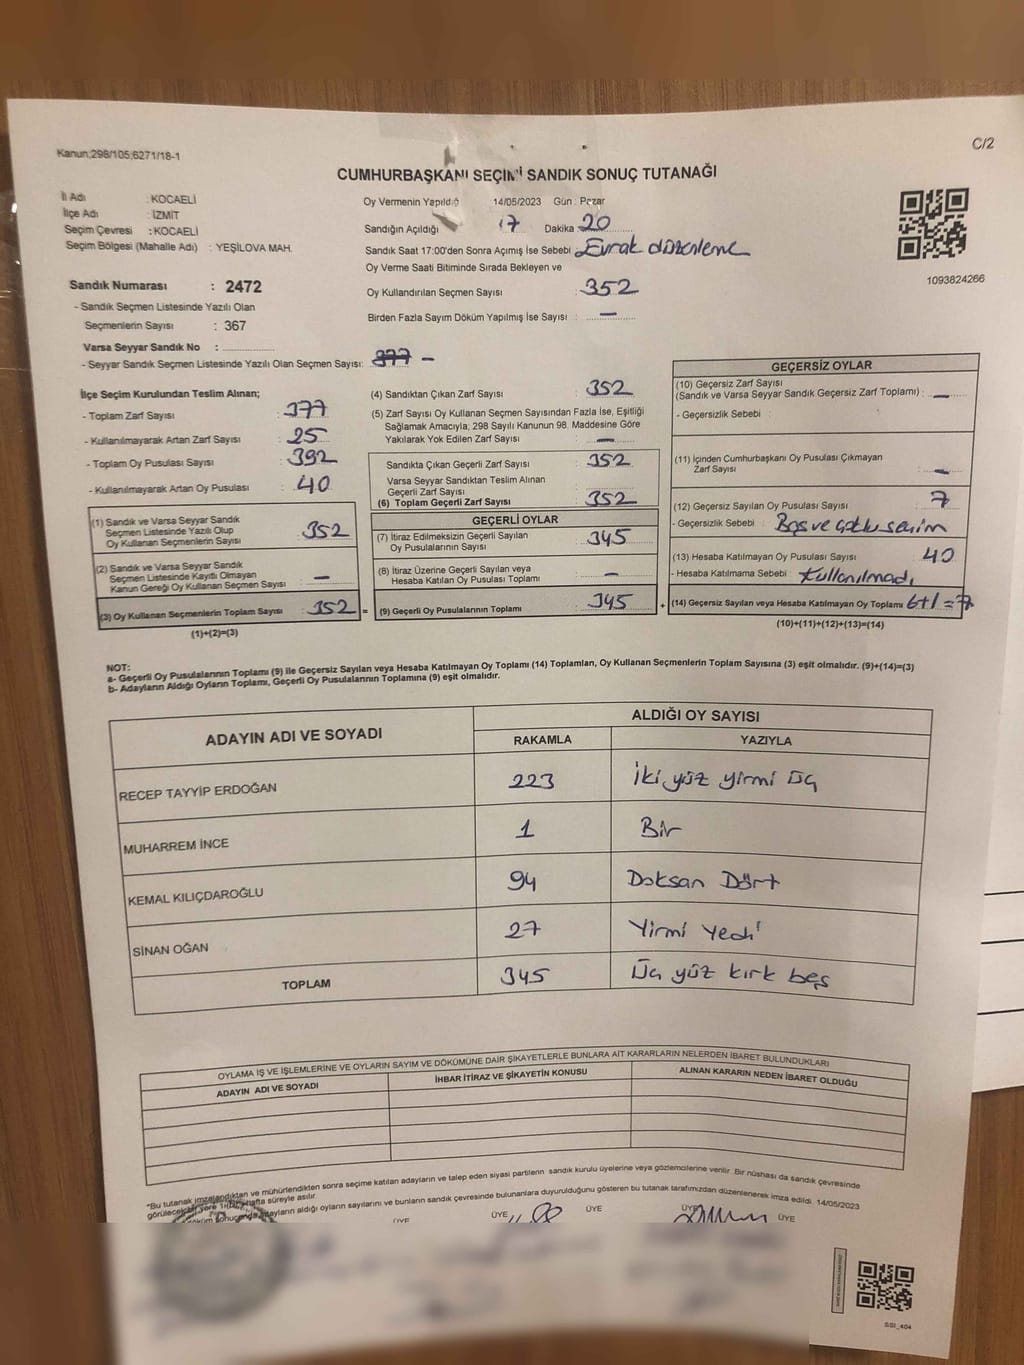 Kanun;298/105;6271/18-1
C/2
CUMHURBAŞKANI SEÇİMİ SANDIK SONUÇ TUTANAĞI
İl Adı : KOCAELİ
İlçe Adı : İZMİT
Seçim Çevresi : KOCAELİ
Seçim Bölgesi (Mahalle Adı) : YEŞİLOVA MAH.
Sandık Numarası : 2472
- Sandık Seçmen Listesinde Yazılı Olan
Seçmenlerin Sayısı : 367
Varsa Seyyar Sandık No :
- Seyyar Sandık Seçmen Listesinde Yazılı Olan Seçmen Sayısı: 377 -
Oy Vermenin Yapıldığı 14/05/2023 Gün : Pazar
Sandığın Açıldığı 17 Dakika : 20
Sandık Saat 17:00'den Sonra Açımış İse Sebebi : Evrak düzenleme
Oy Verme Saati Bitiminde Sırada Bekleyen ve
Oy Kullandırılan Seçmen Sayısı : 352
Birden Fazla Sayım Döküm Yapılmış İse Sayısı : —
1093824266
İlçe Seçim Kurulundan Teslim Alınan;
- Toplam Zarf Sayısı : 377
- Kullanılmayarak Artan Zarf Sayısı : 25
- Toplam Oy Pusulası Sayısı : 392
- Kullanılmayarak Artan Oy Pusulası : 40
(1) Sandık ve Varsa Seyyar Sandık
Seçmen Listesinde Yazılı Olup
Oy Kullanan Seçmenlerin Sayısı : 352
(2) Sandık ve Varsa Seyyar Sandık
Seçmen Listesinde Kayıtlı Olmayan
Kanun Gereği Oy Kullanan Seçmen Sayısı : —
(3) Oy Kullanan Seçmenlerin Toplam Sayısı : 352 =
(1)+(2)=(3)
(4) Sandıktan Çıkan Zarf Sayısı : 352
(5) Zarf Sayısı Oy Kullanan Seçmen Sayısından Fazla İse, Eşitliği
Sağlamak Amacıyla; 298 Sayılı Kanunun 98. Maddesine Göre
Yakılarak Yok Edilen Zarf Sayısı : —
Sandıkta Çıkan Geçerli Zarf Sayısı : 352
Varsa Seyyar Sandıktan Teslim Alınan
Geçerli Zarf Sayısı :
(6) Toplam Geçerli Zarf Sayısı : 352
GEÇERLİ OYLAR
(7) İtiraz Edilmeksizin Geçerli Sayılan
Oy Pusulalarının Sayısı : 345
(8) İtiraz Üzerine Geçerli Sayılan veya
Hesaba Katılan Oy Pusulası Toplamı : —
(9) Geçerli Oy Pusulalarının Toplamı : 345 +
GEÇERSİZ OYLAR
(10) Geçersiz Zarf Sayısı
(Sandık ve Varsa Seyyar Sandık Geçersiz Zarf Toplamı) : —
- Geçersizlik Sebebi :
(11) İçinden Cumhurbaşkanı Oy Pusulası Çıkmayan
Zarf Sayısı : —
(12) Geçersiz Sayılan Oy Pusulası Sayısı : 7
- Geçersizlik Sebebi : Boş ve çoklu seçim
(13) Hesaba Katılmayan Oy Pusulası Sayısı : 40
- Hesaba Katılmama Sebebi : Kullanılmadı
(14) Geçersiz Sayılan veya Hesaba Katılmayan Oy Toplamı 6+1=7
(10)+(11)+(12)+(13)=(14)
NOT:
a- Geçerli Oy Pusulalarının Toplamı (9) ile Geçersiz Sayılan veya Hesaba Katılmayan Oy Toplamı (14) Toplamları, Oy Kullanan Seçmenlerin Toplam Sayısına (3) eşit olmalıdır. (9)+(14)=(3)
b- Adayların Aldığı Oyların Toplamı, Geçerli Oy Pusulalarının Toplamına (9) eşit olmalıdır.
ADAYIN ADI VE SOYADI ALDIĞI OY SAYISI
RAKAMLA YAZIYLA
RECEP TAYYİP ERDOĞAN 223 İki yüz yirmi üç
MUHARREM İNCE 1 Bir
KEMAL KILIÇDAROĞLU 94 Doksan Dört
SİNAN OĞAN 27 Yirmi Yedi
TOPLAM 345 Üç yüz kırk beş
OYLAMA İŞ VE İŞLEMLERİNE VE OYLARIN SAYIM VE DÖKÜMÜNE DAİR ŞİKAYETLERLE BUNLARA AİT KARARLARIN NELERDEN İBARET BULUNDUKLARI
ADAYIN ADI VE SOYADI İHBAR İTİRAZ VE ŞİKAYETİN KONUSU ALINAN KARARIN NEDEN İBARET OLDUĞU
*Bu tutanak imzalandıktan ve mühürlendikten sonra seçime katılan adayların ve talep eden siyasi partilerin sandık kurulu üyelerine veya gözlemcilerine verilir. Bir nüshası da sandık çevresinde
görülecek bir yere 1 hafta süreyle asılır.
adayların aldığı oyların sayılarını ve bunların sandık çevresinde bulunanlara duyurulduğunu gösteren bu tutanak tarafımızdan düzenlenerek imza edildi. 14/05/2023
ÜYE ÜYE ÜYE ÜYE ÜYE
SSI_404